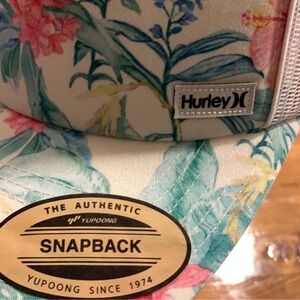 Hurley
THE AUTHENTIC
YUPOONG
SNAPBACK
YUPOONG SINCE 1974